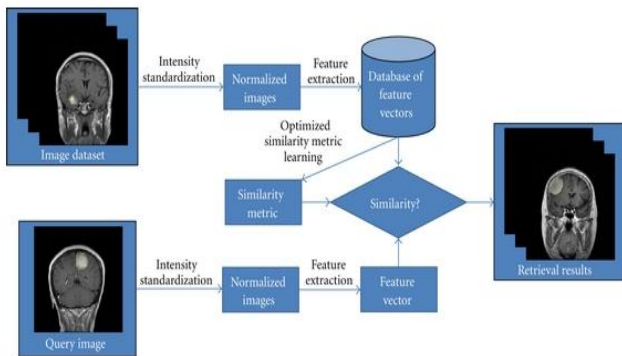 Image dataset
Intensity
standardization
Normalized
images
Feature
extraction
Database of
feature
vectors
Optimized
similarity metric
learning
Similarity
metric
Similarity?
Retrieval results
Query image
Intensity
standardization
Normalized
images
Feature
extraction
Feature
vector